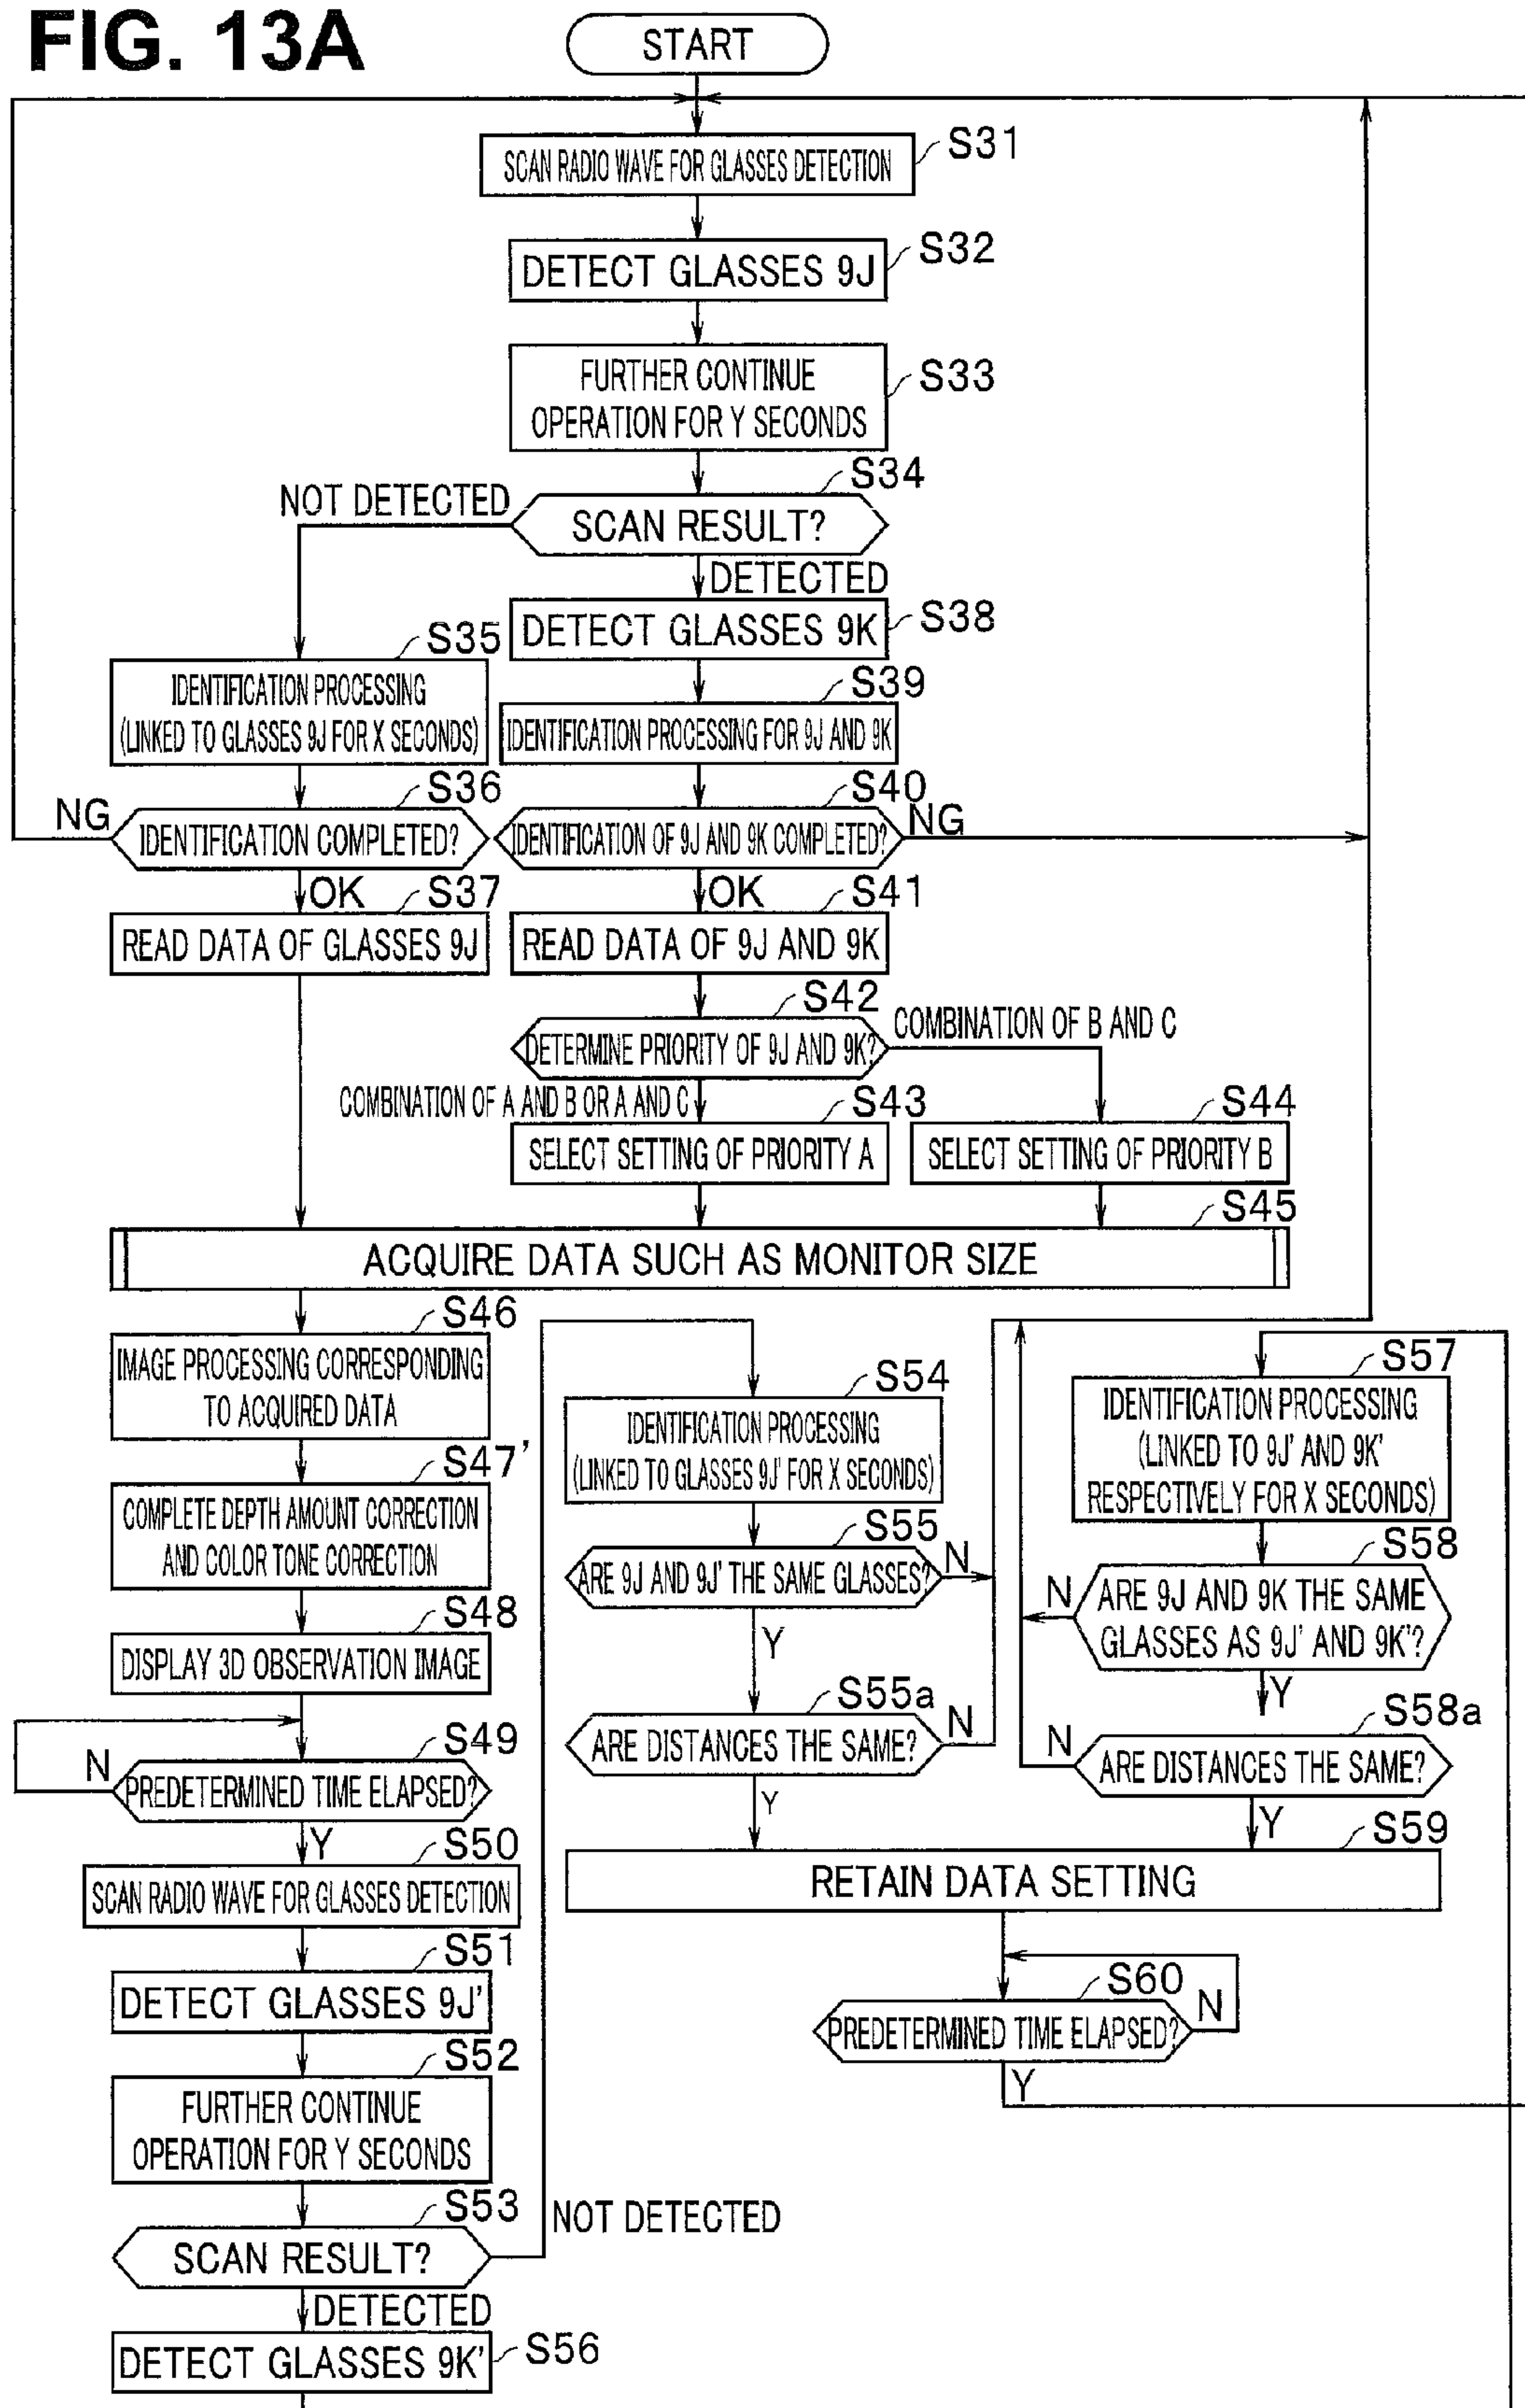 FIG. 13A
START
S31
SCAN RADIO WAVE FOR GLASSES DETECTION
S32
DETECT GLASSES 9J
S33
FURTHER CONTINUE
OPERATION FOR Y SECONDS
S34
NOT DETECTED
SCAN RESULT?
DETECTED
S38
DETECT GLASSES 9K
S35
IDENTIFICATION PROCESSING
(LINKED TO GLASSES 9J FOR X SECONDS)
S39
IDENTIFICATION PROCESSING FOR 9J AND 9K
S36
NG
IDENTIFICATION COMPLETED?
S40
IDENTIFICATION OF 9J AND 9K COMPLETED?
NG
OK
S37
READ DATA OF GLASSES 9J
OK
S41
READ DATA OF 9J AND 9K
S42
DETERMINE PRIORITY OF 9J AND 9K?
COMBINATION OF B AND C
COMBINATION OF A AND B OR A AND C
S43
SELECT SETTING OF PRIORITY A
S44
SELECT SETTING OF PRIORITY B
S45
ACQUIRE DATA SUCH AS MONITOR SIZE
S46
IMAGE PROCESSING CORRESPONDING
TO ACQUIRED DATA
S47'
COMPLETE DEPTH AMOUNT CORRECTION
AND COLOR TONE CORRECTION
S48
DISPLAY 3D OBSERVATION IMAGE
S49
N
PREDETERMINED TIME ELAPSED?
Y
S50
SCAN RADIO WAVE FOR GLASSES DETECTION
S51
DETECT GLASSES 9J'
S52
FURTHER CONTINUE
OPERATION FOR Y SECONDS
S53
NOT DETECTED
SCAN RESULT?
DETECTED
DETECT GLASSES 9K'
S56
S54
IDENTIFICATION PROCESSING
(LINKED TO GLASSES 9J' FOR X SECONDS)
S55
ARE 9J AND 9J' THE SAME GLASSES?
N
Y
S55a
ARE DISTANCES THE SAME?
N
Y
S57
IDENTIFICATION PROCESSING
(LINKED TO 9J' AND 9K'
RESPECTIVELY FOR X SECONDS)
S58
N
ARE 9J AND 9K THE SAME
GLASSES AS 9J' AND 9K'?
Y
S58a
N
ARE DISTANCES THE SAME?
Y
S59
RETAIN DATA SETTING
S60
PREDETERMINED TIME ELAPSED?
N
Y